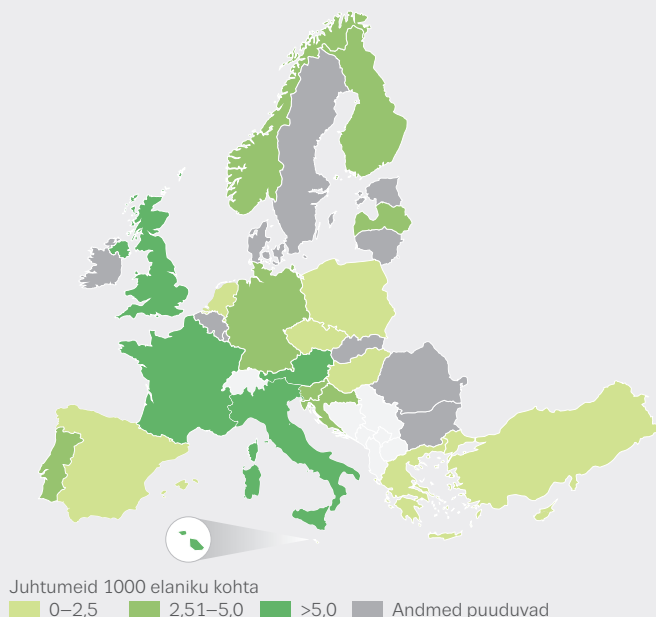 Juhtumeid 1000 elaniku kohta
0–2,5 2,51–5,0 >5,0 Andmed puuduvad